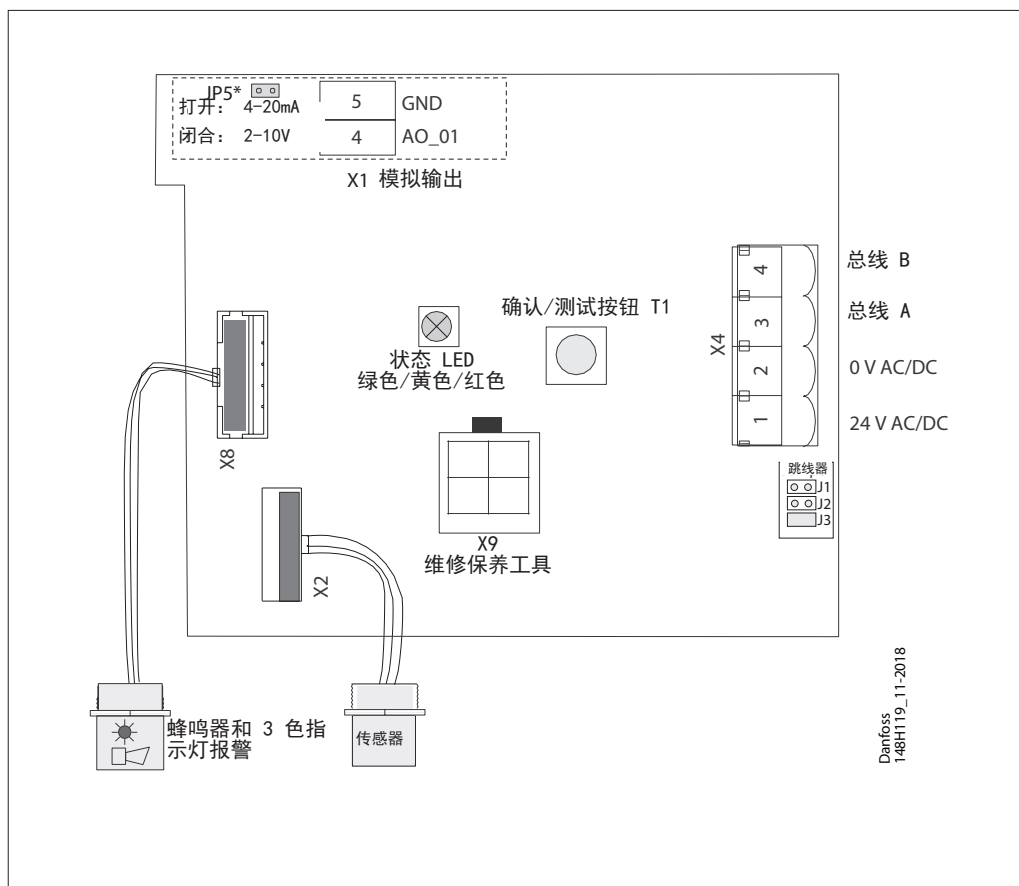 JP5*
打开： 4-20mA
闭合： 2-10V
5 GND
4 AO_01
X1 模拟输出
状态 LED
绿色/黄色/红色
确认/测试按钮 T1
X4
4 总线 B
3 总线 A
2 0 V AC/DC
1 24 V AC/DC
跳线器
J1
J2
J3
X8
X9
维修保养工具
X2
蜂鸣器和 3 色指
示灯报警
传感器
Danfoss
148H119_11-2018